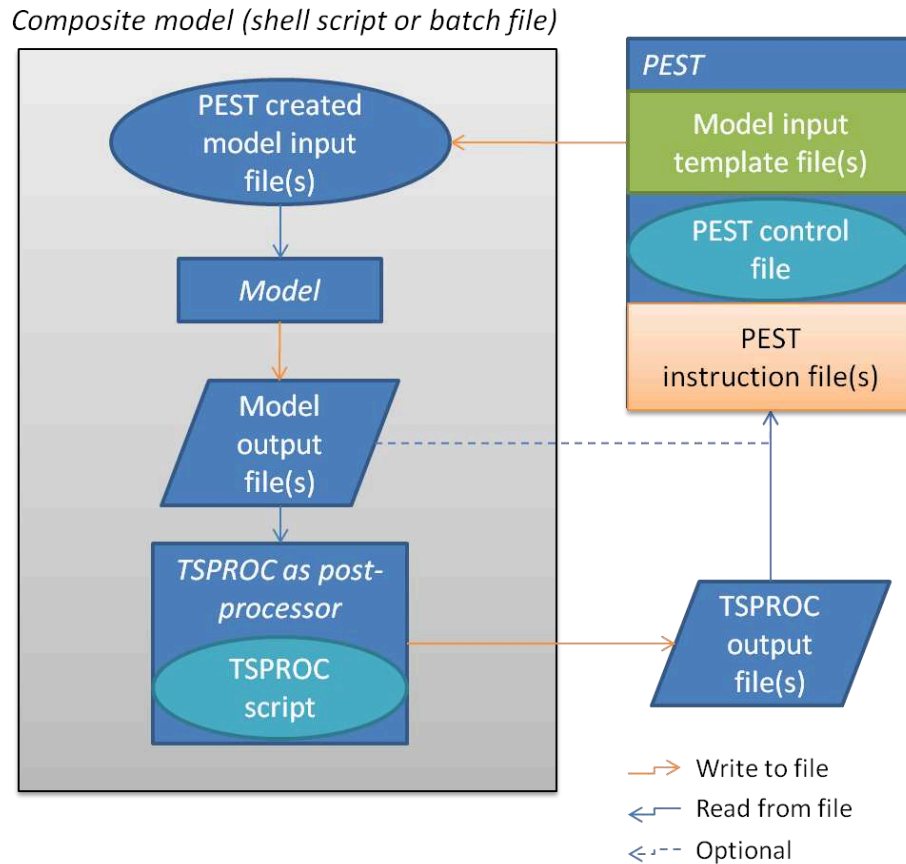 Composite model (shell script or batch file)
PEST created
model input
file(s)
Model
Model
output
file(s)
TSPROC as post-
processor
TSPROC
script
PEST
Model input
template file(s)
PEST control
file
PEST
instruction file(s)
TSPROC
output
file(s)
Write to file
Read from file
Optional